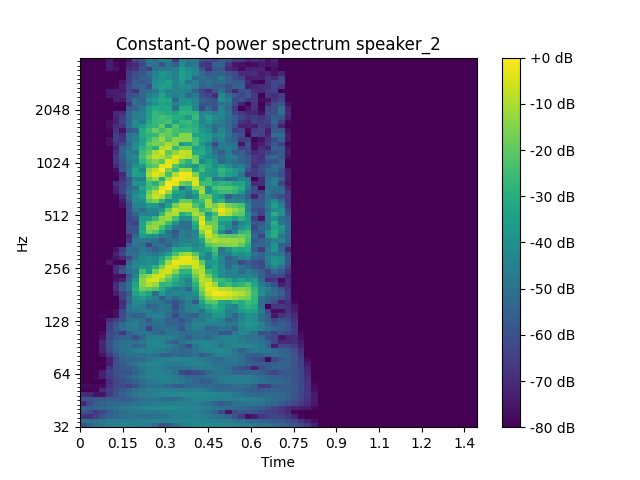 Constant-Q power spectrum speaker_2
Hz
2048
1024
512
256
128
64
32
0 0.15 0.3 0.45 0.6 0.75 0.9 1.1 1.2 1.4
Time
+0 dB
-10 dB
-20 dB
-30 dB
-40 dB
-50 dB
-60 dB
-70 dB
-80 dB